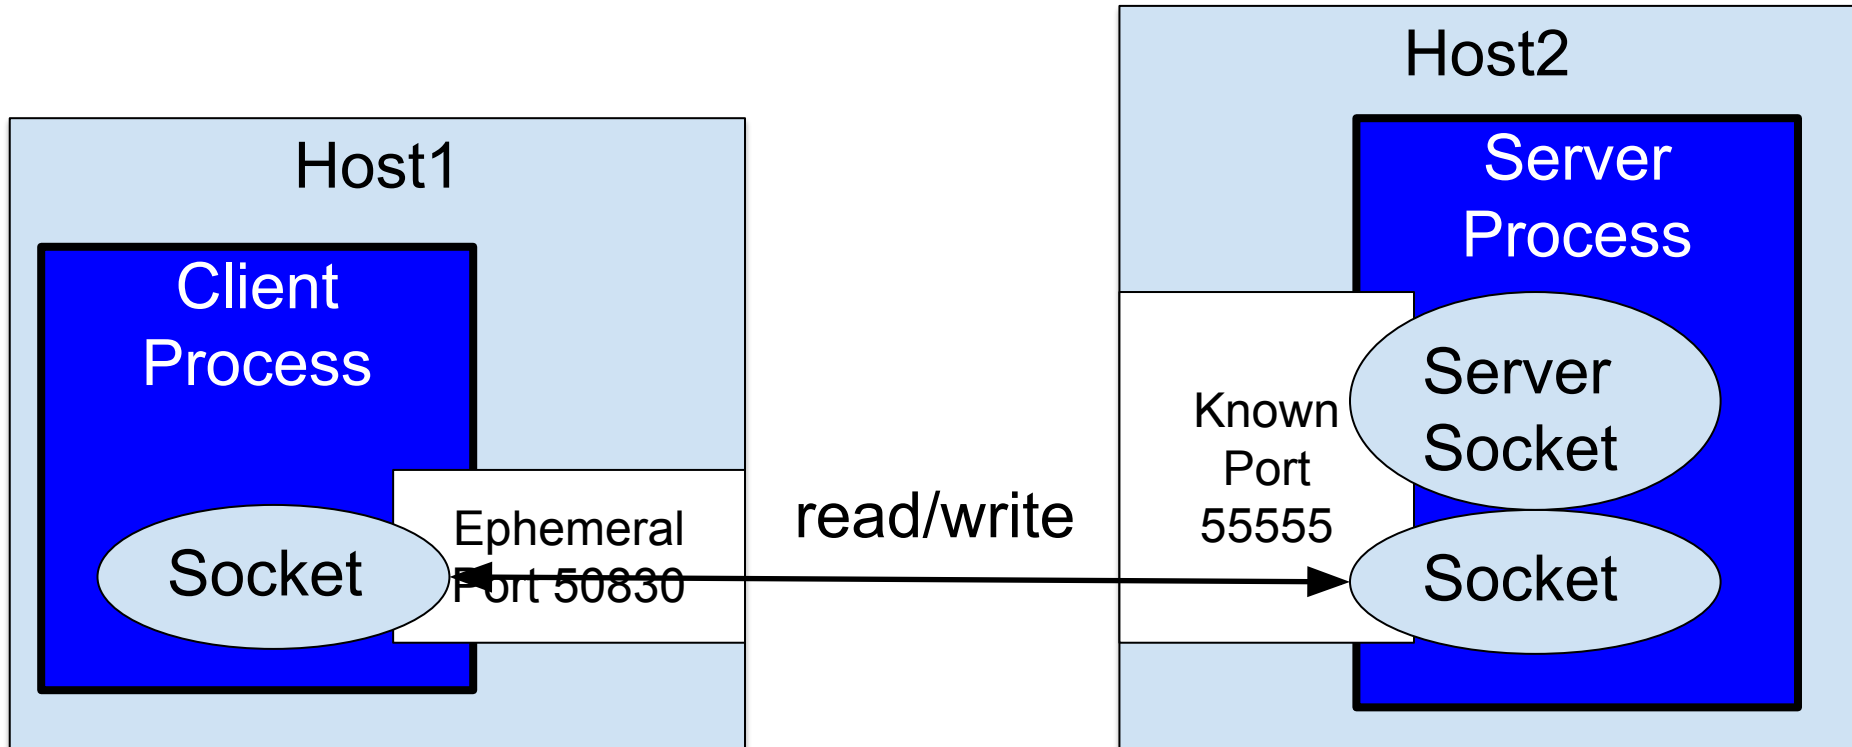 Host1
Client
Process
Socket
Ephemeral
Port 50830
read/write
Host2
Server
Process
Known
Port
55555
Server
Socket
Socket